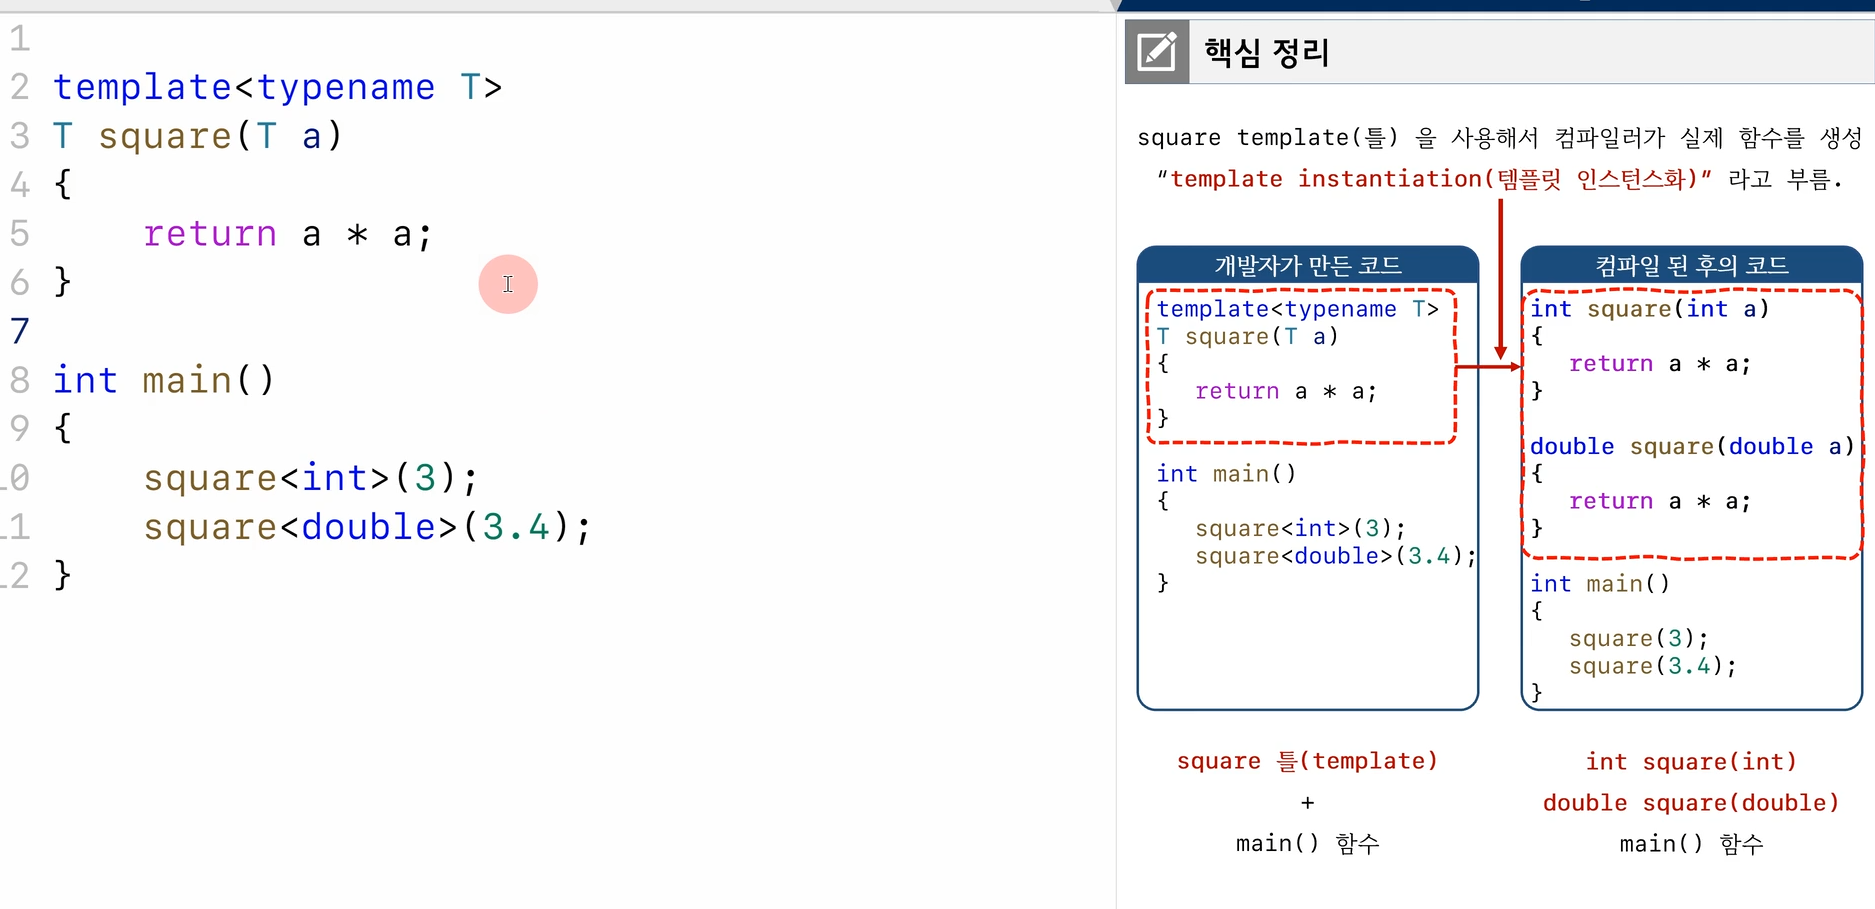 1
2 template<typename T>
3 T square(T a)
4 {
5     return a * a;
6 }
7
8 int main()
9 {
10     square<int>(3);
11     square<double>(3.4);
12 }
핵심 정리
square template(틀) 을 사용해서 컴파일러가 실제 함수를 생성
“template instantiation(템플릿 인스턴스화)” 라고 부름.
개발자가 만든 코드
template<typename T>
T square(T a)
{
    return a * a;
}
int main()
{
    square<int>(3);
    square<double>(3.4);
}
square 틀(template)
+
main() 함수
컴파일 된 후의 코드
int square(int a)
{
    return a * a;
}
double square(double a)
{
    return a * a;
}
int main()
{
    square(3);
    square(3.4);
}
int square(int)
double square(double)
main() 함수